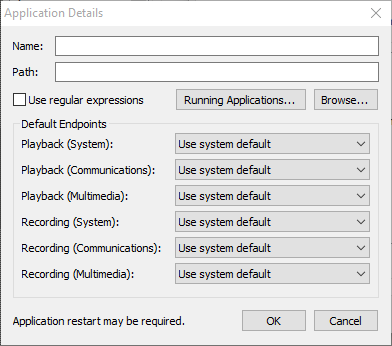 Application Details
Name:
Path:
Use regular expressions Running Applications... Browse...
Default Endpoints
Playback (System): Use system default
Playback (Communications): Use system default
Playback (Multimedia): Use system default
Recording (System): Use system default
Recording (Communications): Use system default
Recording (Multimedia): Use system default
Application restart may be required. OK Cancel